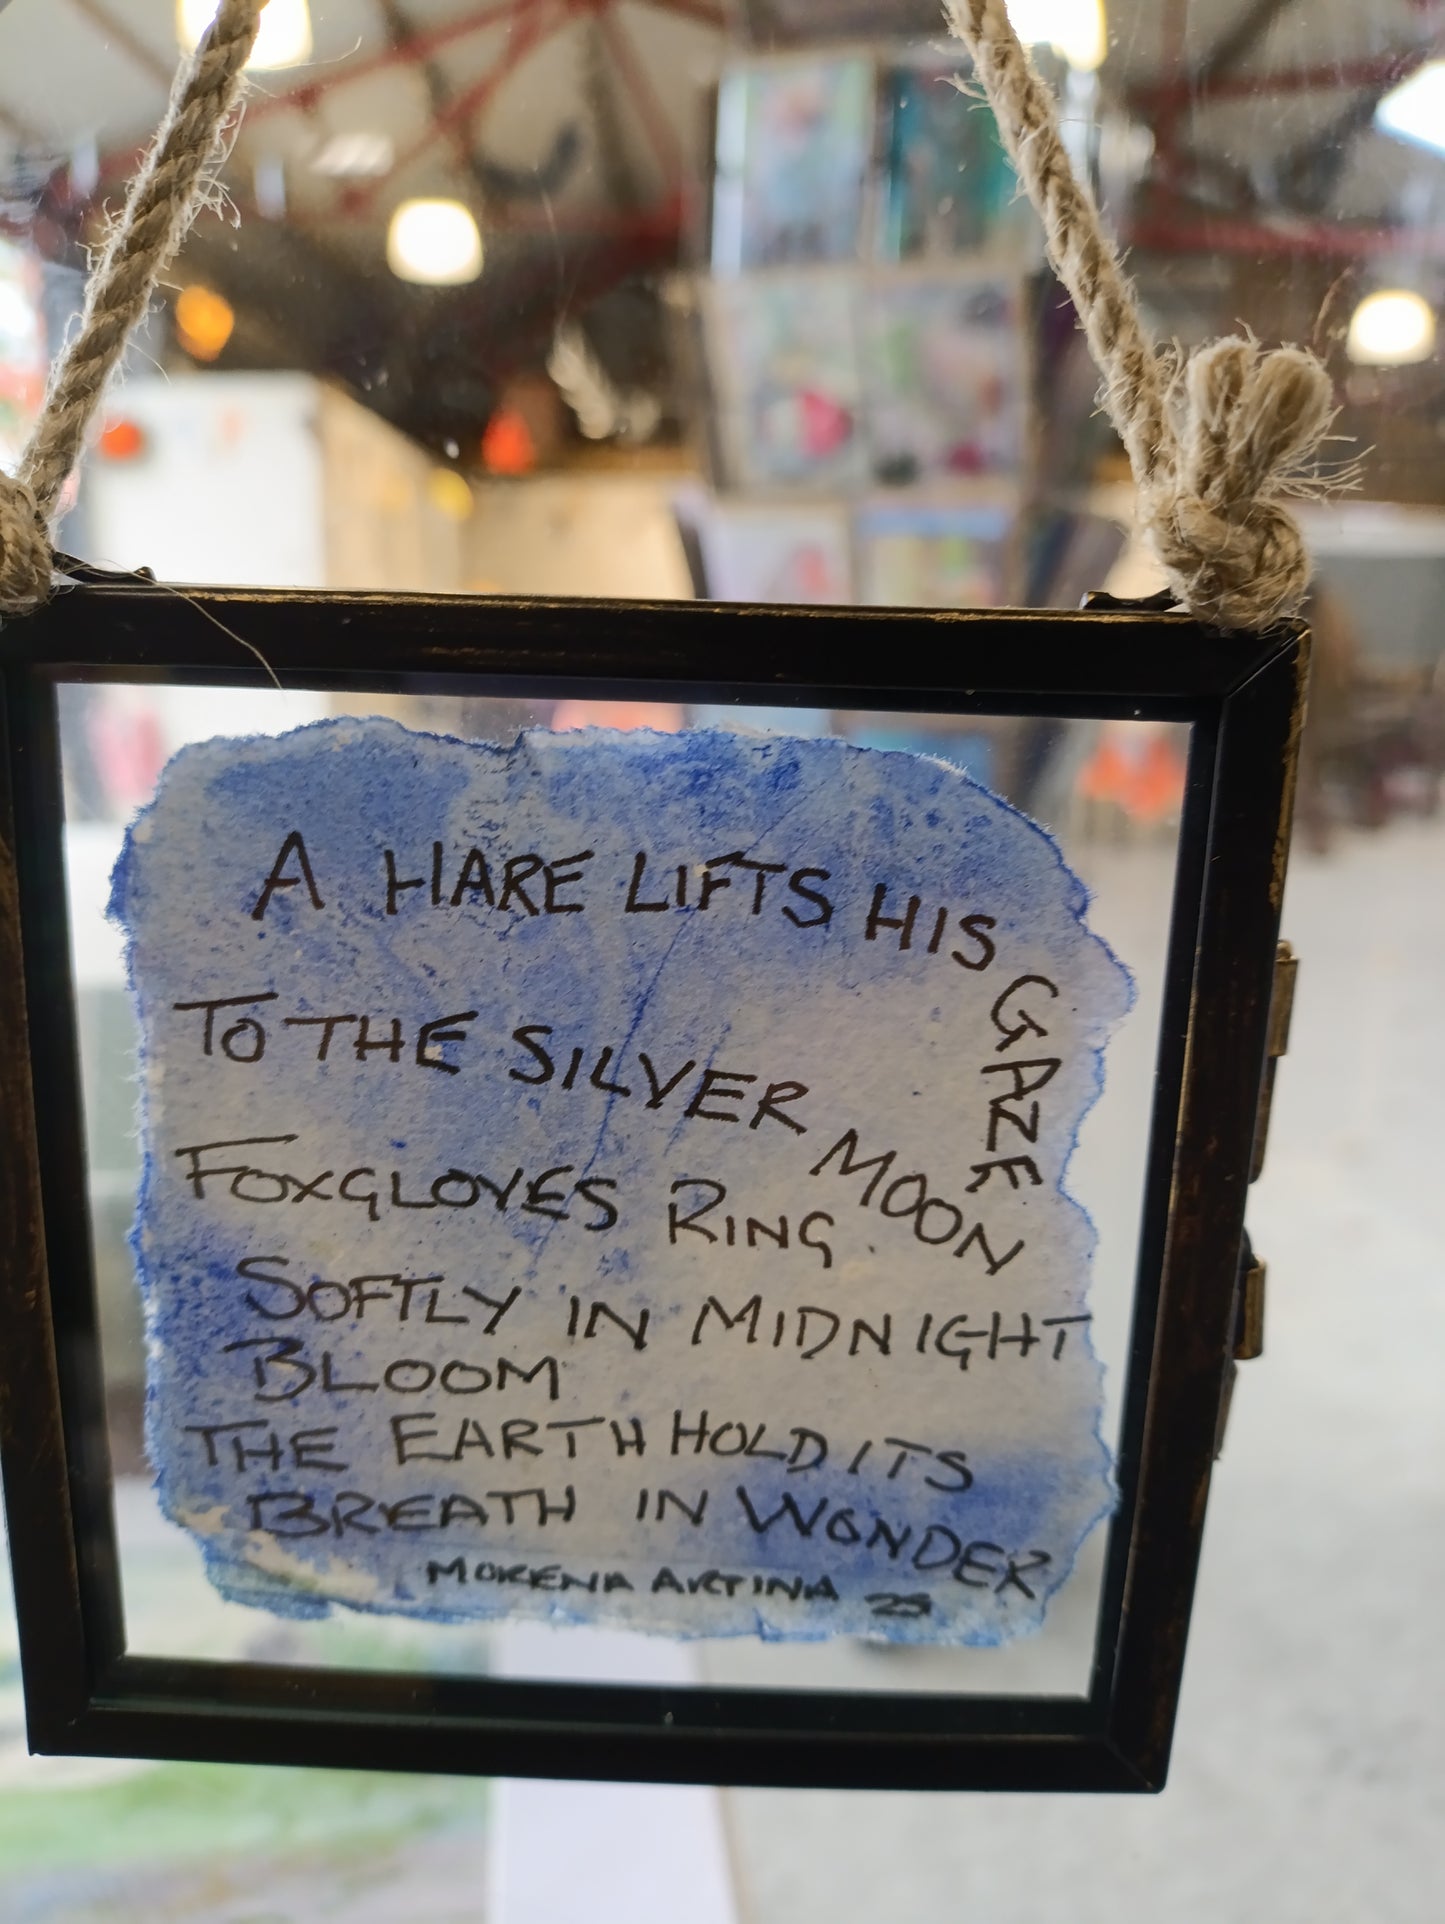 A HARE LIFTS HIS GAZE
TO THE SILVER MOON
FOXGLOVES RING
SOFTLY IN MIDNIGHT
BLOOM
THE EARTH HOLD ITS
BREATH IN WONDER
MORENA ARTINA 25